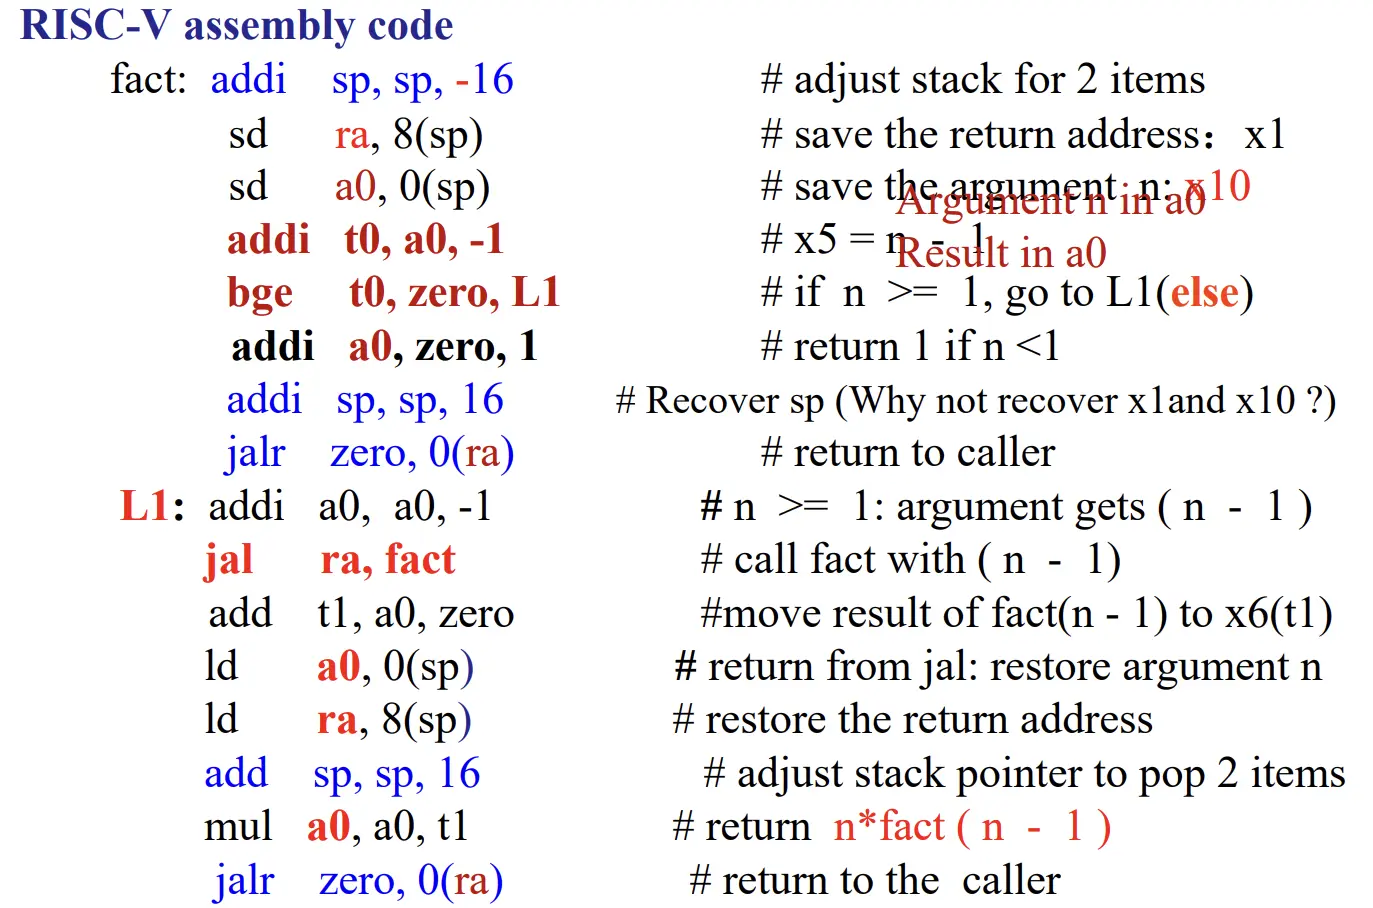 RISC-V assembly code
fact: addi sp, sp, -16 # adjust stack for 2 items
sd ra, 8(sp) # save the return address：x1
sd a0, 0(sp) # save the argument n: x10
Argument n in a0
addi t0, a0, -1 # x5 = n - 1
Result in a0
bge t0, zero, L1 # if n >= 1, go to L1(else)
addi a0, zero, 1 # return 1 if n <1
addi sp, sp, 16 # Recover sp (Why not recover x1and x10 ?)
jalr zero, 0(ra) # return to caller
L1: addi a0, a0, -1 # n >= 1: argument gets ( n - 1 )
jal ra, fact # call fact with ( n - 1)
add t1, a0, zero #move result of fact(n - 1) to x6(t1)
ld a0, 0(sp) # return from jal: restore argument n
ld ra, 8(sp) # restore the return address
add sp, sp, 16 # adjust stack pointer to pop 2 items
mul a0, a0, t1 # return n*fact ( n - 1 )
jalr zero, 0(ra) # return to the caller